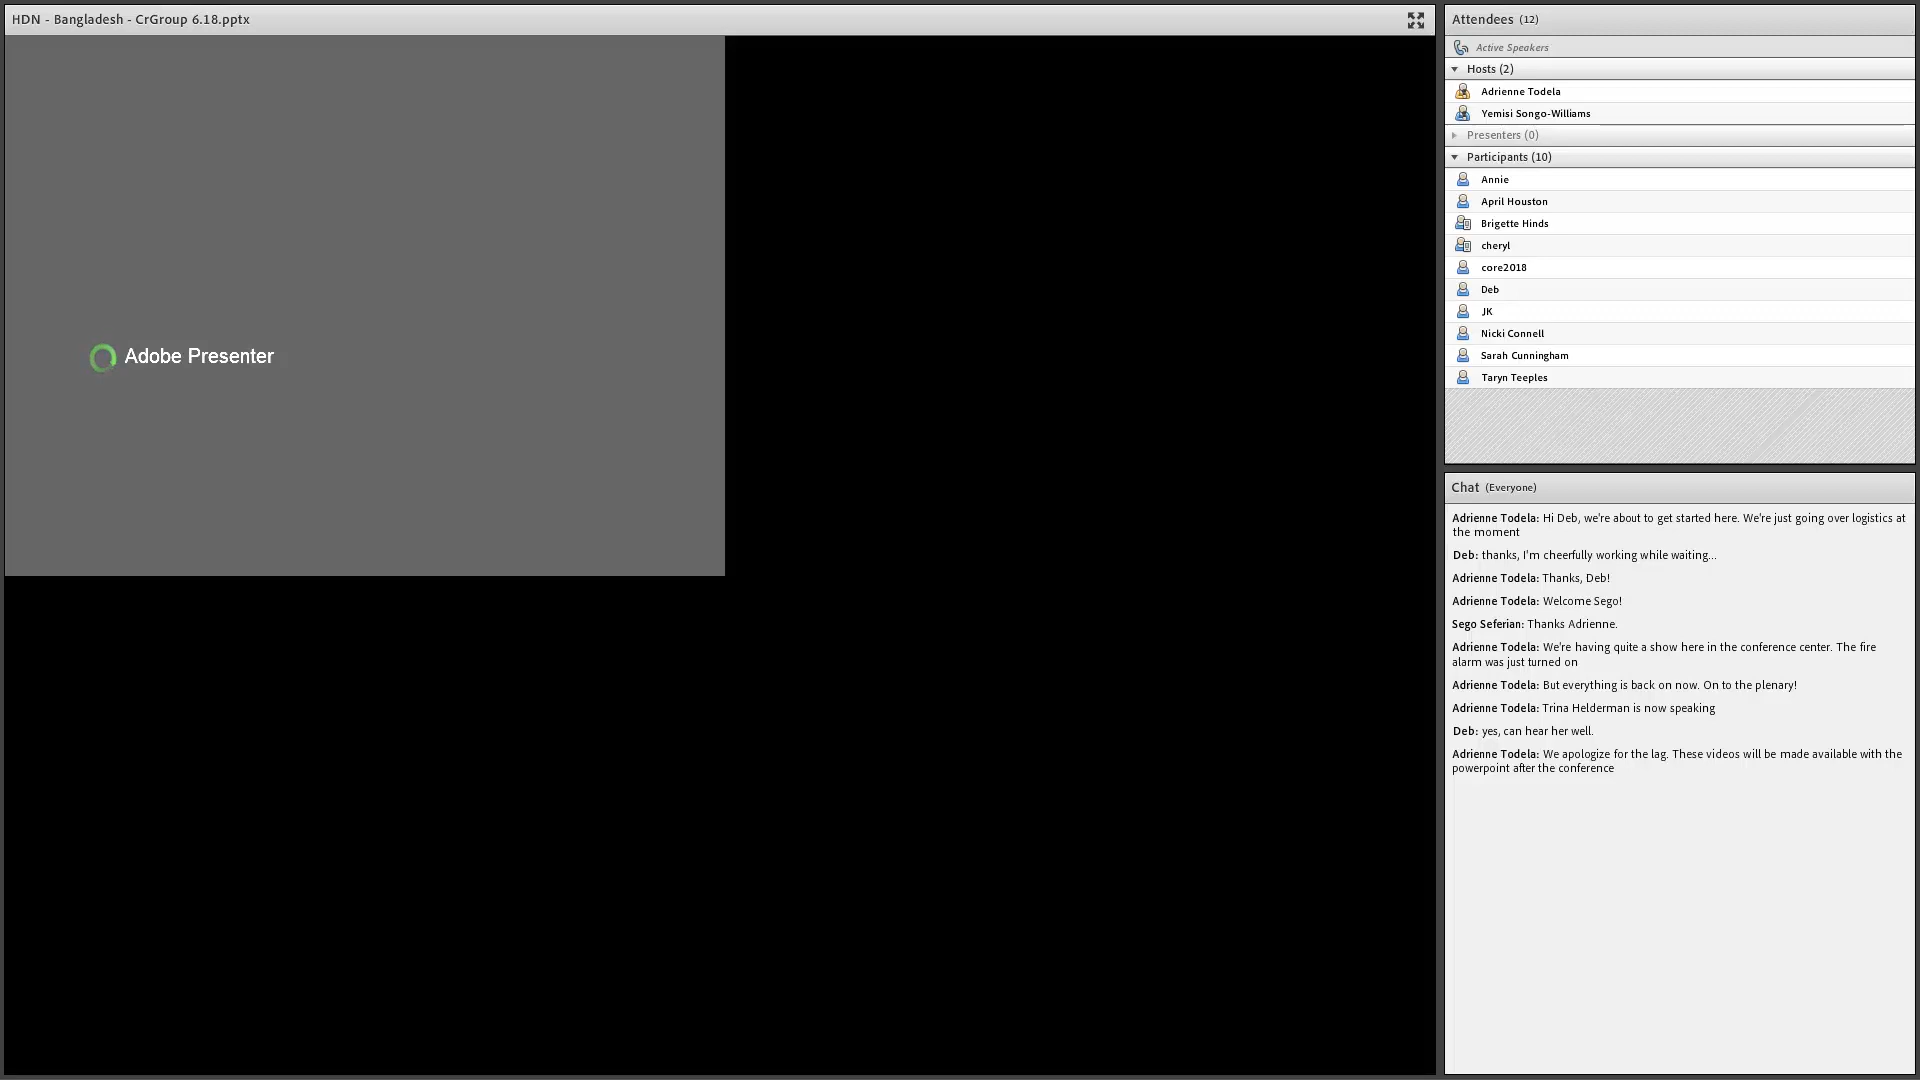 HDN - Bangladesh - CrGroup 6.18.pptx
Adobe Presenter
Attendees (12)
Active Speakers
Hosts (2)
Adrienne Todela
Yemisi Songo-Williams
Presenters (0)
Participants (10)
Annie
April Houston
Brigette Hinds
cheryl
core2018
Deb
JK
Nicki Connell
Sarah Cunningham
Taryn Teeples
Chat (Everyone)
Adrienne Todela: Hi Deb, we're about to get started here. We're just going over logistics at
the moment
Deb: thanks, I'm cheerfully working while waiting...
Adrienne Todela: Thanks, Deb!
Adrienne Todela: Welcome Sego!
Sego Seferian: Thanks Adrienne.
Adrienne Todela: We're having quite a show here in the conference center. The fire
alarm was just turned on
Adrienne Todela: But everything is back on now. On to the plenary!
Adrienne Todela: Trina Helderman is now speaking
Deb: yes, can hear her well.
Adrienne Todela: We apologize for the lag. These videos will be made available with the
powerpoint after the conference